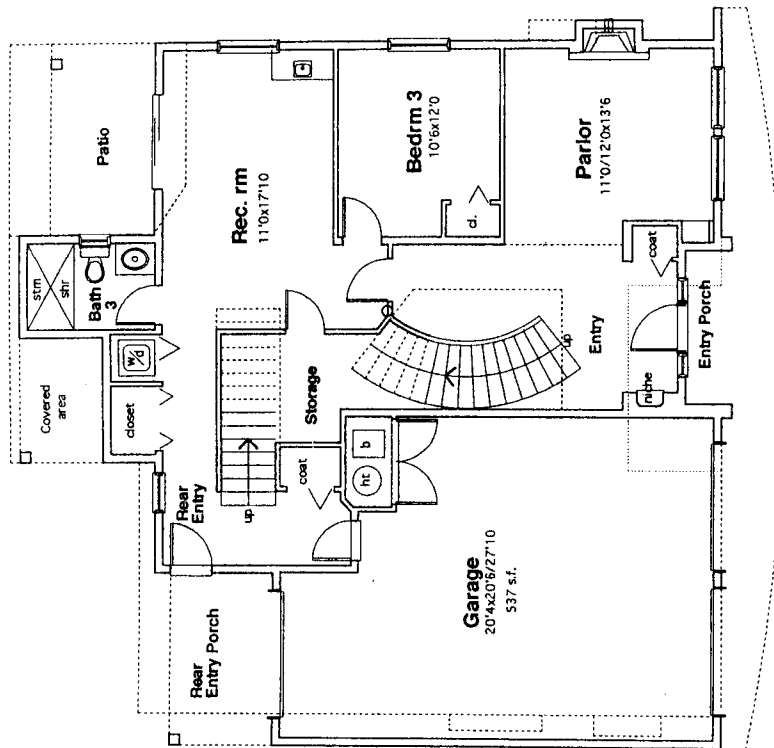 Patio
Rec. rm
11'0x17'10
Bedrm 3
10'6x12'0
Parlor
11'0/12'0x13'6
cl.
stm
shr
Bath
3
w/d
Covered
area
closet
Storage
coat
up
Entry
Entry Porch
niche
Rear
Entry
up
coat
b
ht
Rear
Entry Porch
Garage
20'4x20'6/27'10
537 s.f.